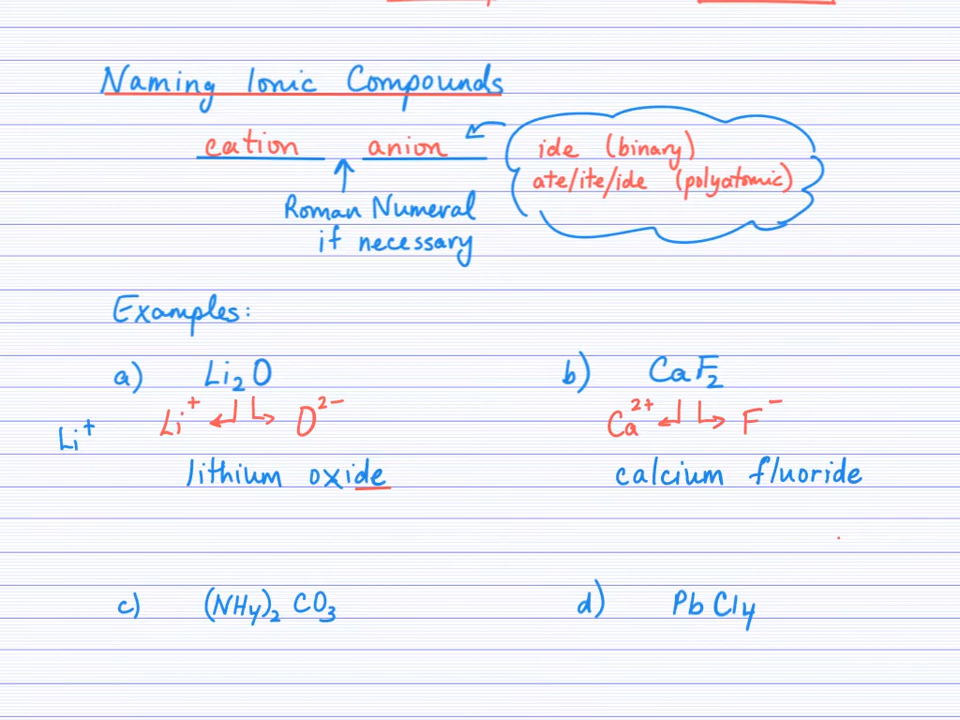 Naming Ionic Compounds
cation anion
ide (binary)
ate/ite/ide (polyatomic)
Roman Numeral
if necessary
Examples:
a) Li₂O
b) CaF₂
Li⁺ O²⁻
Ca²⁺ F⁻
Li⁺
lithium oxide
calcium fluoride
c) (NH₄)₂ CO₃
d) PbCl₄